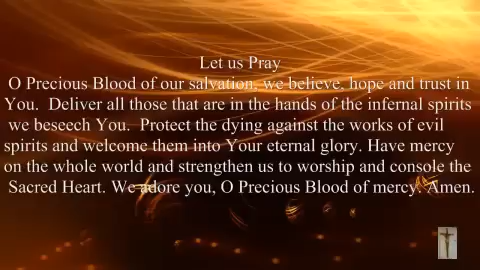 Let us Pray
O Precious Blood of our salvation, we believe, hope and trust in
You.  Deliver all those that are in the hands of the infernal spirits
we beseech You.  Protect the dying against the works of evil
spirits and welcome them into Your eternal glory. Have mercy
on the whole world and strengthen us to worship and console the
Sacred Heart. We adore you, O Precious Blood of mercy. Amen.